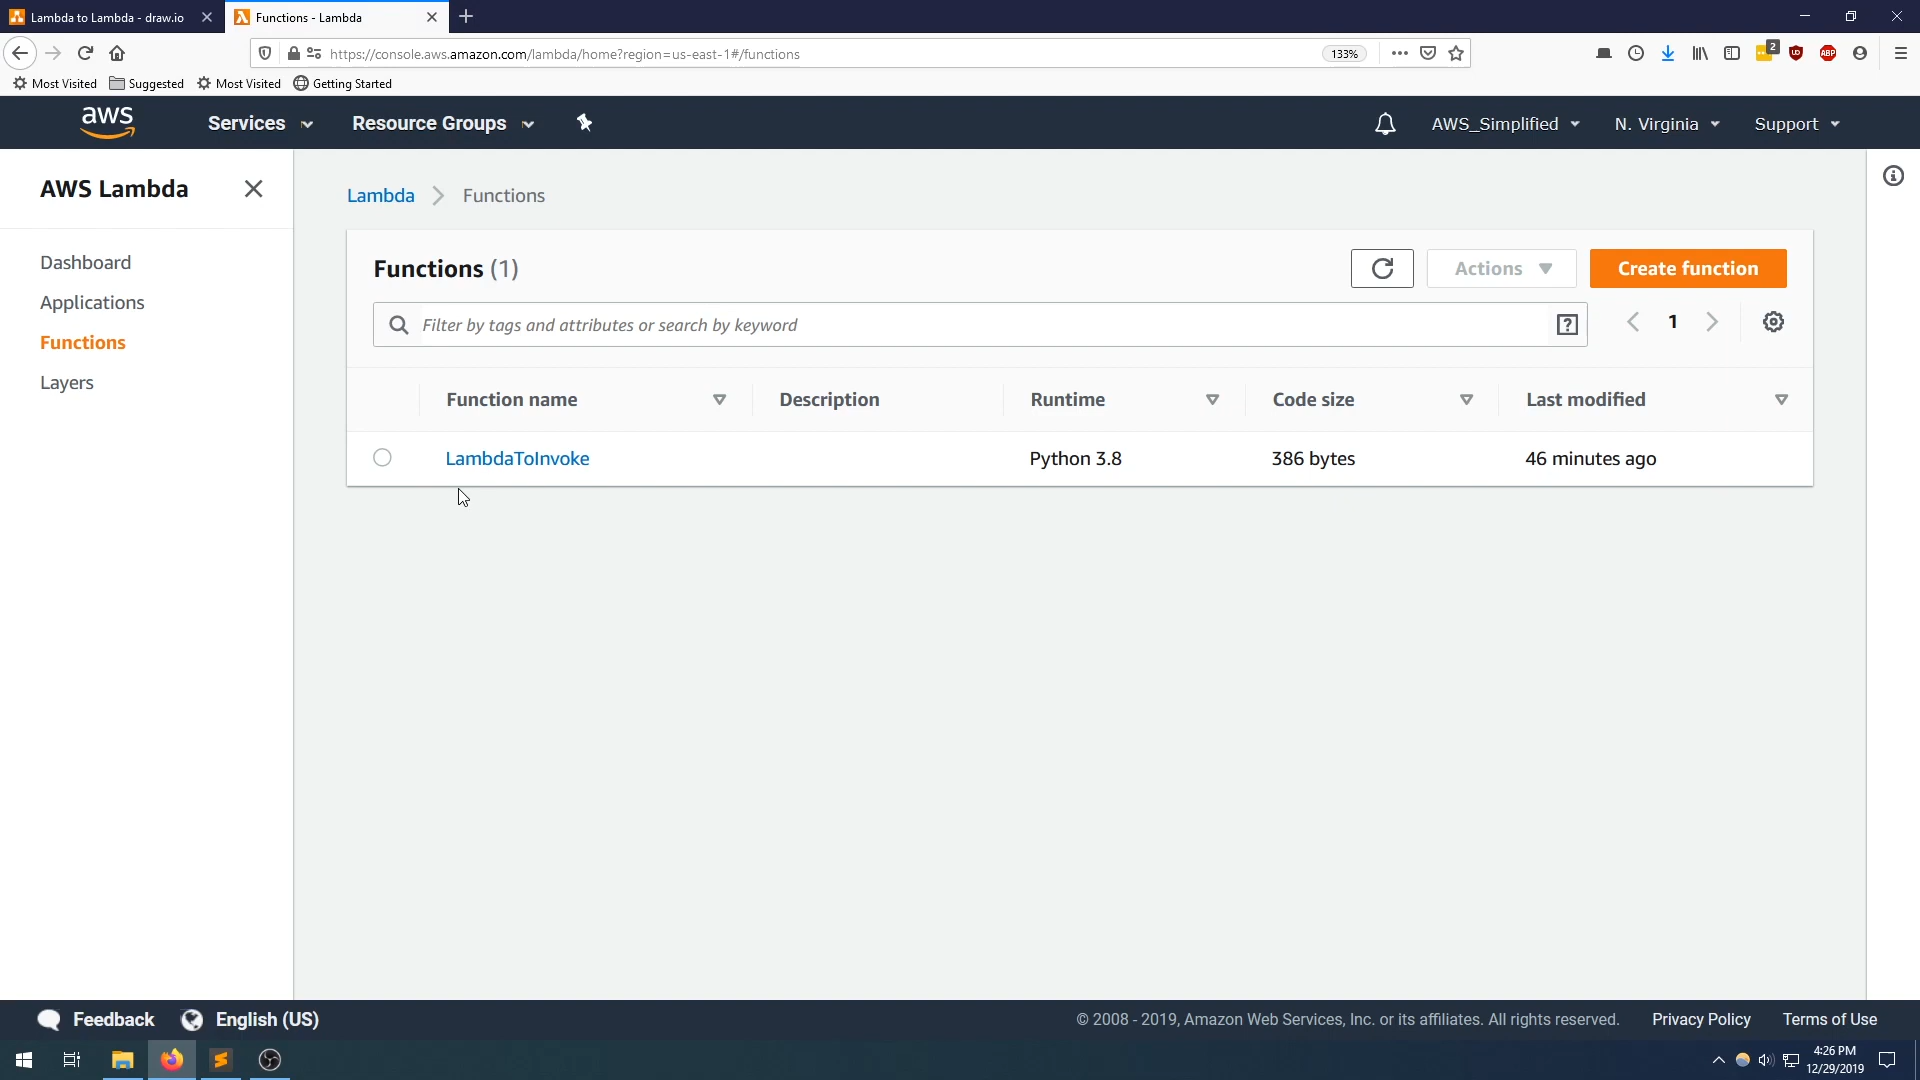 Lambda to Lambda - draw.io
Functions - Lambda
https://console.aws.amazon.com/lambda/home?region=us-east-1#/functions
133%
2
UO
ABP
Most Visited
Suggested
Most Visited
Getting Started
aws
Services
Resource Groups
AWS_Simplified
N. Virginia
Support
AWS Lambda
Dashboard
Applications
Functions
Layers
Lambda
Functions
Functions (1)
Actions
Create function
Filter by tags and attributes or search by keyword
1
Function name
Description
Runtime
Code size
Last modified
LambdaToInvoke
Python 3.8
386 bytes
46 minutes ago
Feedback
English (US)
© 2008 - 2019, Amazon Web Services, Inc. or its affiliates. All rights reserved.
Privacy Policy
Terms of Use
4:26 PM
12/29/2019